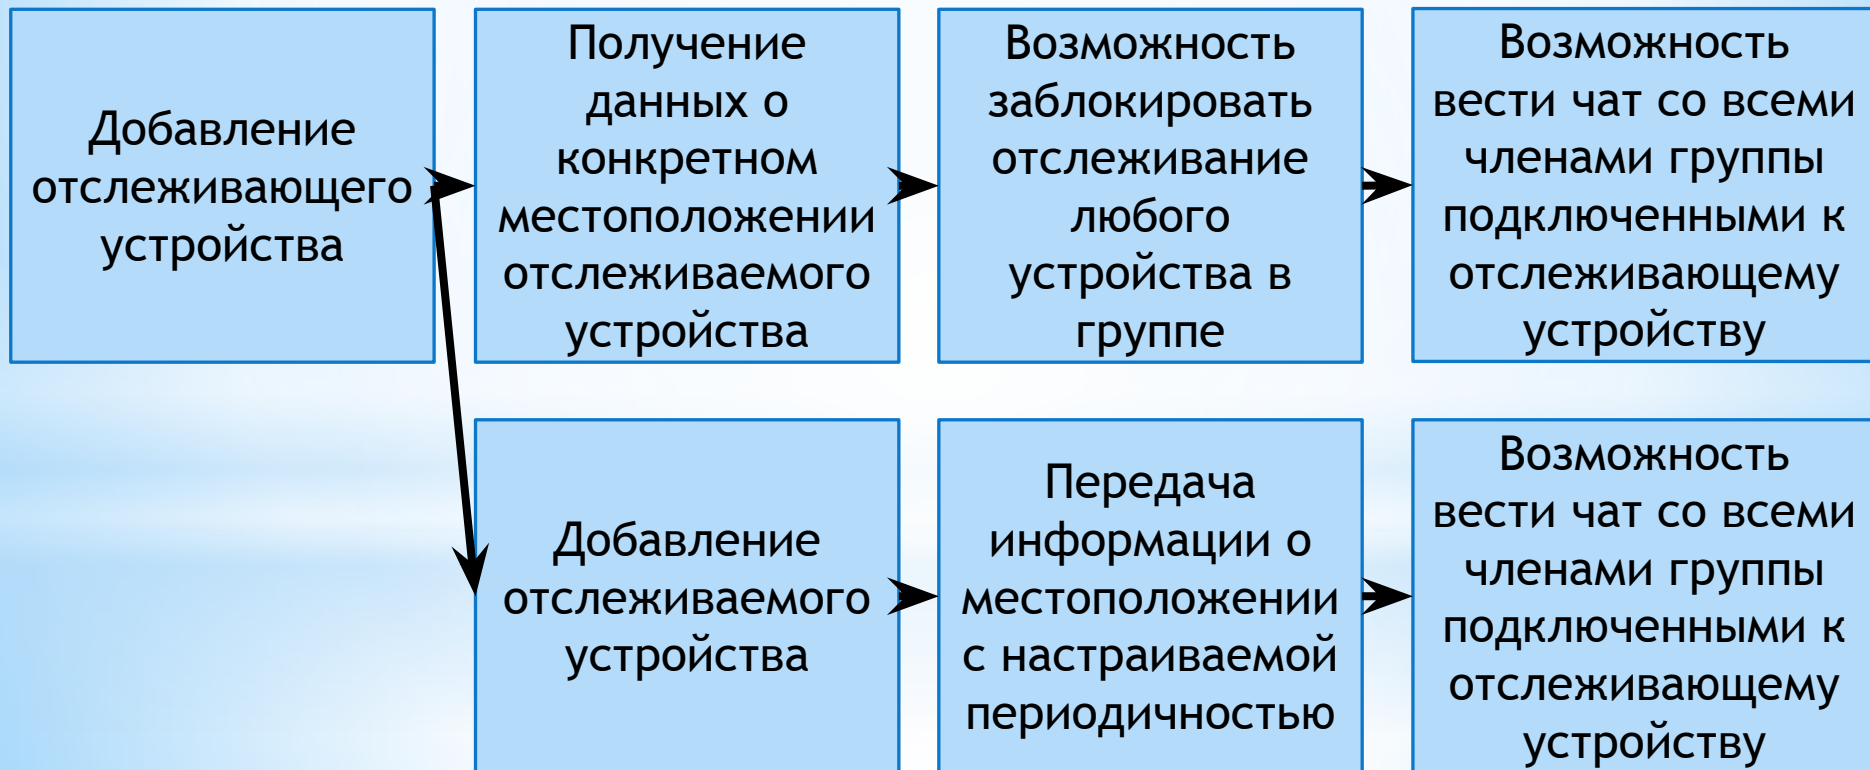 Добавление
отслеживающего
устройства
Получение
данных о
конкретном
местоположении
отслеживаемого
устройства
Возможность
заблокировать
отслеживание
любого
устройства в
группе
Возможность
вести чат со всеми
членами группы
подключенными к
отслеживающему
устройству
Добавление
отслеживаемого
устройства
Передача
информации о
местоположении
с настраиваемой
периодичностью
Возможность
вести чат со всеми
членами группы
подключенными к
отслеживающему
устройству